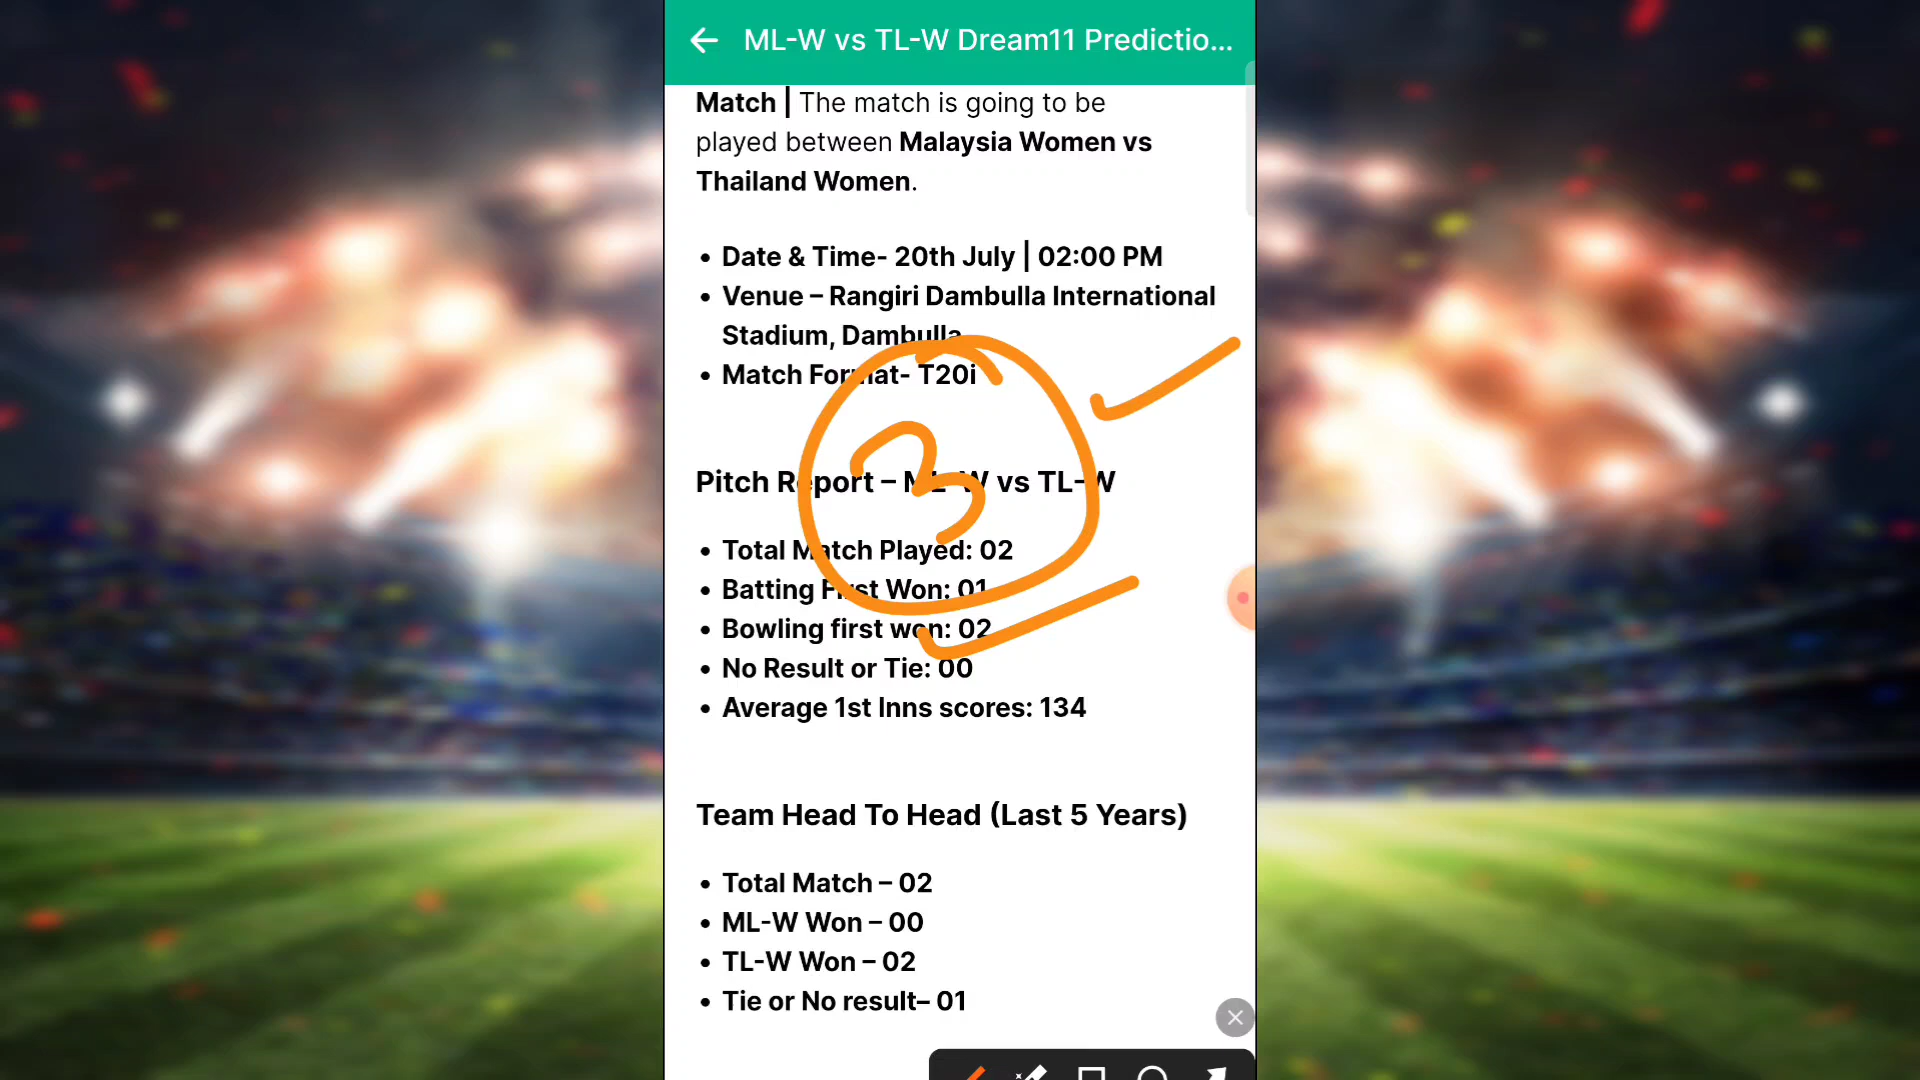 ML-W vs TL-W Dream11 Predictio...
Match | The match is going to be
played between Malaysia Women vs
Thailand Women.
• Date & Time- 20th July | 02:00 PM
• Venue – Rangiri Dambulla International
Stadium, Dambulla
• Match Format- T20i
3
Pitch Report – ML-W vs TL-W
• Total Match Played: 02
• Batting First Won: 01
• Bowling first won: 02
• No Result or Tie: 00
• Average 1st Inns scores: 134
Team Head To Head (Last 5 Years)
• Total Match – 02
• ML-W Won – 00
• TL-W Won – 02
• Tie or No result– 01